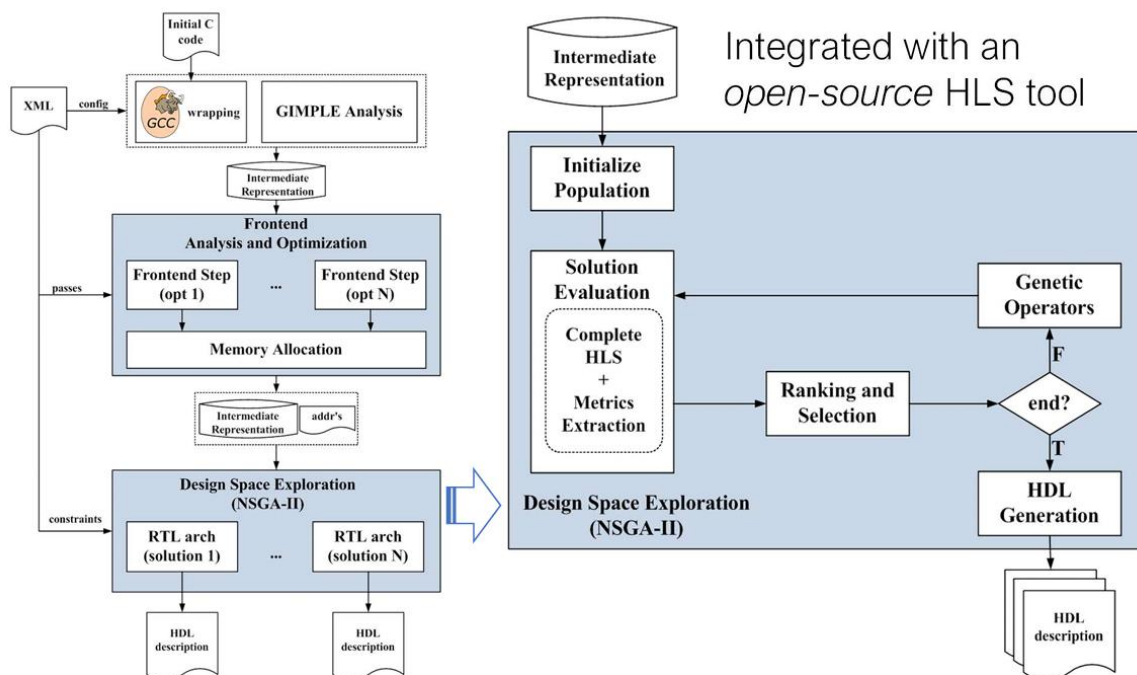 Initial C
code
XML
config
GCC
wrapping
GIMPLE Analysis
Intermediate
Representation
Frontend
Analysis and Optimization
passes
Frontend Step
(opt 1)
...
Frontend Step
(opt N)
Memory Allocation
Intermediate
Representation
addr's
Design Space Exploration
(NSGA-II)
constraints
RTL arch
(solution 1)
...
RTL arch
(solution N)
HDL
description
HDL
description
Integrated with an
open-source HLS tool
Intermediate
Representation
Initialize
Population
Solution
Evaluation
Complete
HLS
+
Metrics
Extraction
Ranking and
Selection
Genetic
Operators
F
end?
T
HDL
Generation
Design Space Exploration
(NSGA-II)
HDL
description